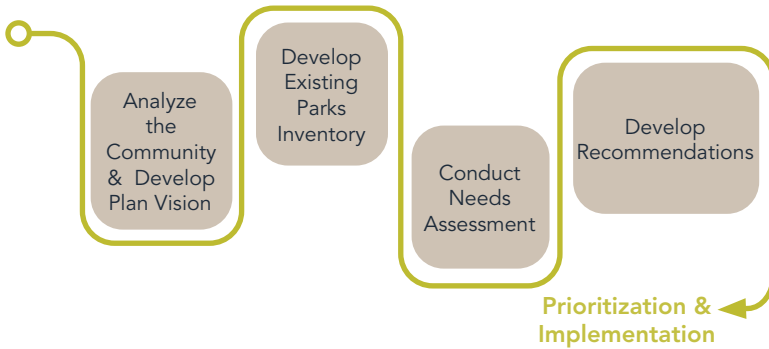 Analyze
the
Community
& Develop
Plan Vision
Develop
Existing
Parks
Inventory
Conduct
Needs
Assessment
Develop
Recommendations
Prioritization &
Implementation